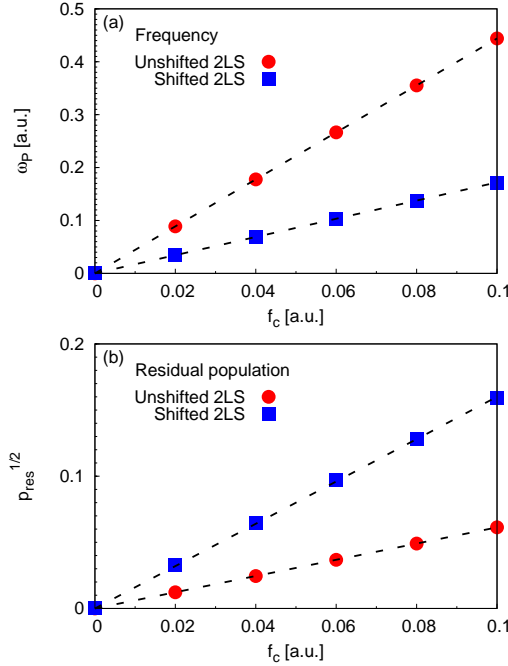 (a)
Frequency
Unshifted 2LS
Shifted 2LS
ω_P [a.u.]
0.5
0.4
0.3
0.2
0.1
0
0 0.02 0.04 0.06 0.08 0.1
f_c [a.u.]
(b)
Residual population
Unshifted 2LS
Shifted 2LS
p_res^1/2
0.2
0.1
0
0 0.02 0.04 0.06 0.08 0.1
f_c [a.u.]